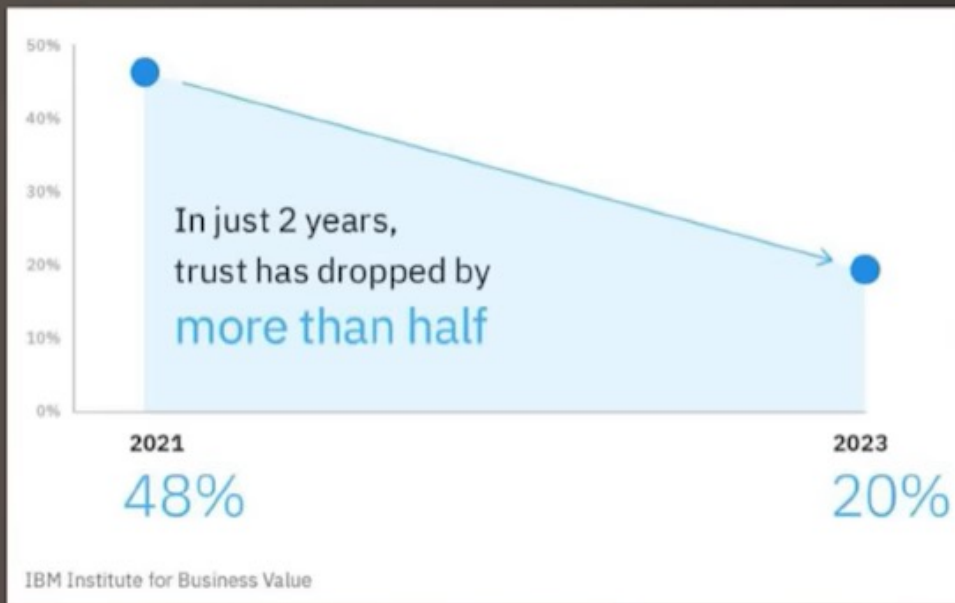 50%
40%
30%
20%
10%
0%
In just 2 years,
trust has dropped by
more than half
2021
2023
48%
20%
IBM Institute for Business Value